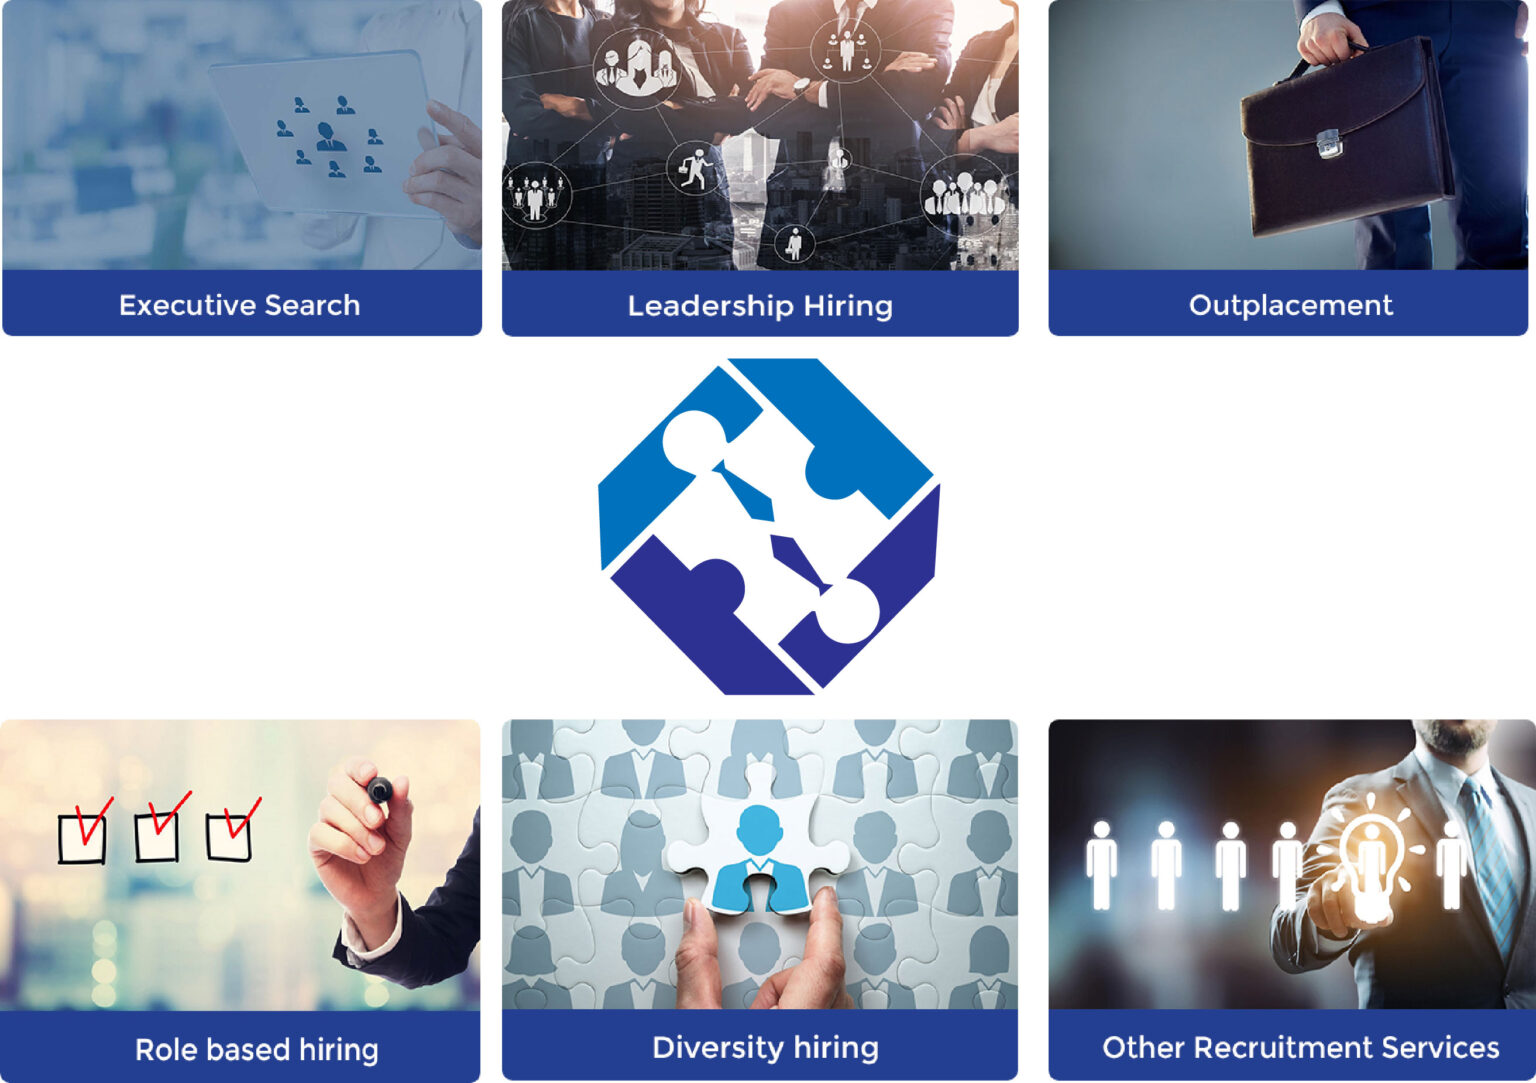 Executive Search
Leadership Hiring
Outplacement
Role based hiring
Diversity hiring
Other Recruitment Services